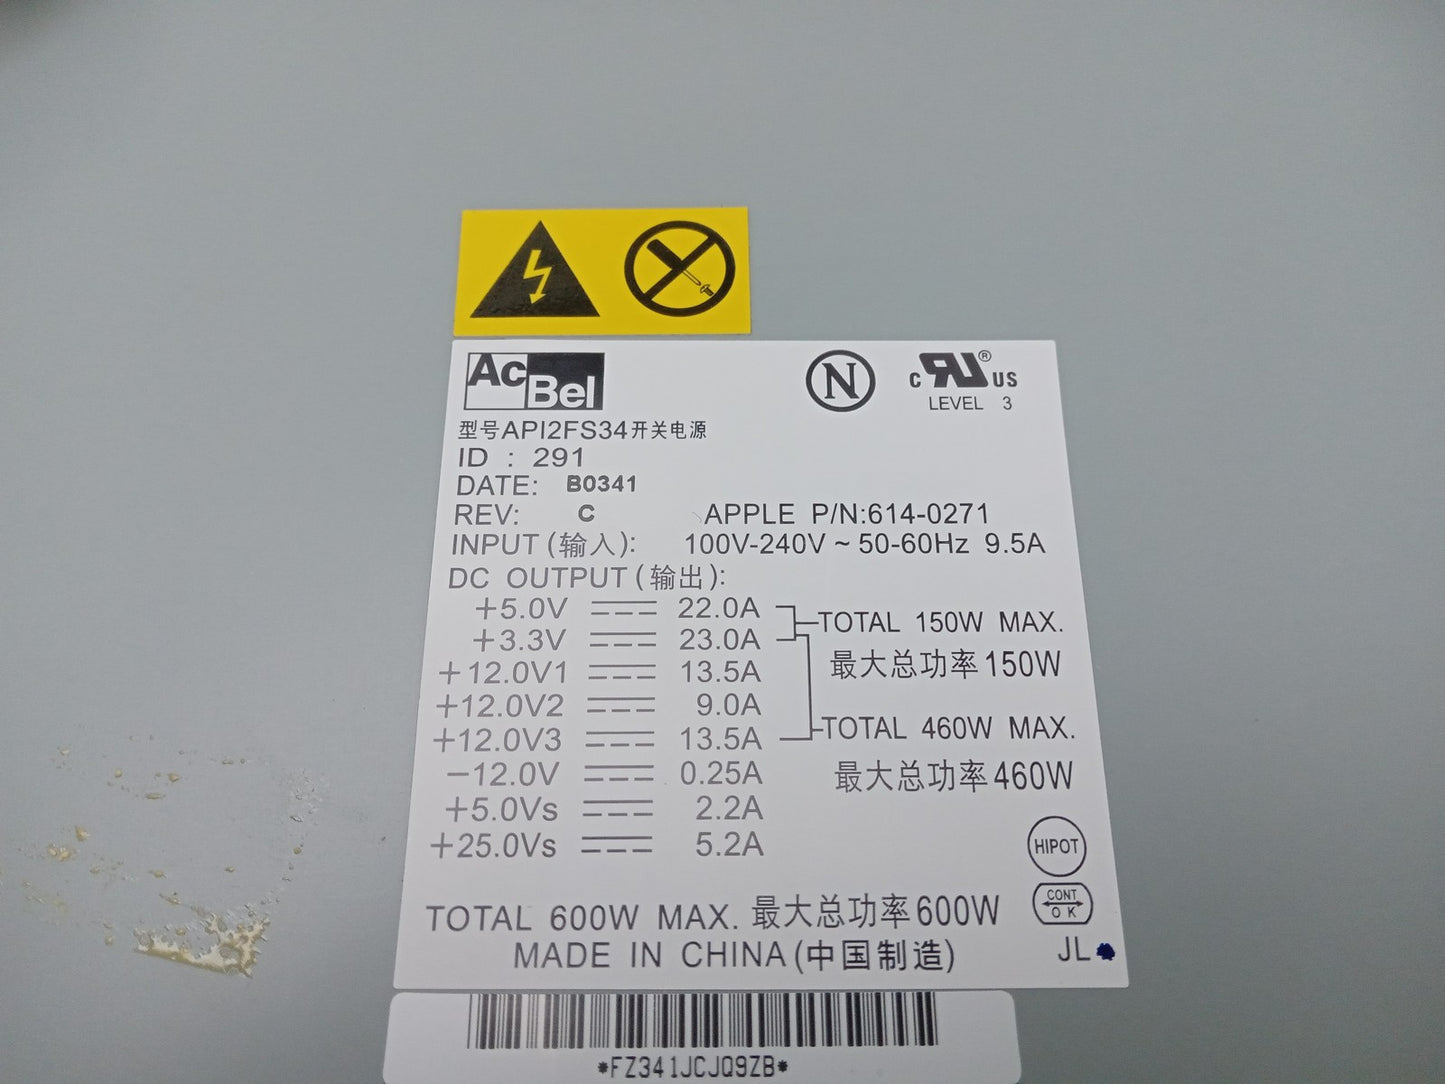 AcBel
N
c RU® US
LEVEL 3
型号API2FS34开关电源
ID : 291
DATE: B0341
REV: C APPLE P/N:614-0271
INPUT(输入): 100V-240V ~ 50-60Hz 9.5A
DC OUTPUT(输出):
+5.0V 22.0A
TOTAL 150W MAX.
+3.3V 23.0A
最大总功率150W
+12.0V1 13.5A
+12.0V2 9.0A
+12.0V3 13.5A
TOTAL 460W MAX.
-12.0V 0.25A
最大总功率460W
+5.0Vs 2.2A
+25.0Vs 5.2A
HIPOT
CONT
OK
TOTAL 600W MAX. 最大总功率600W
MADE IN CHINA(中国制造)
JL
*FZ341JCJQ9ZB*